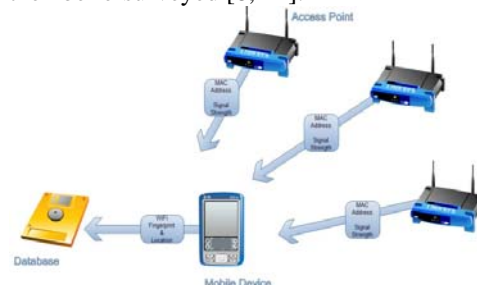 surveyed
Access Point
MAC
Address
Signal
Strength
MAC
Address
Signal
Strength
MAC
Address
Signal
Strength
WiFi
Fingerprint
&
Location
Database
Mobile Device